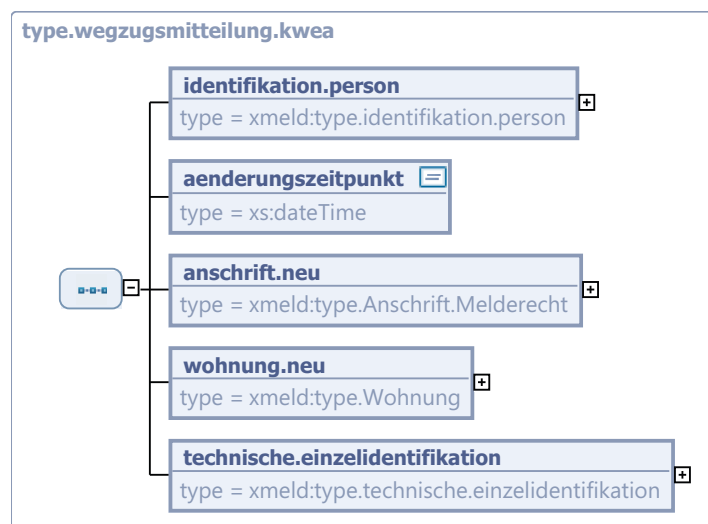 type.wegzugsmitteilung.kwea
identifikation.person
type = xmeld:type.identifikation.person
aenderungszeitpunkt
type = xs:dateTime
anschrift.neu
type = xmeld:type.Anschrift.Melderecht
wohnung.neu
type = xmeld:type.Wohnung
technische.einzelidentifikation
type = xmeld:type.technische.einzelidentifikation